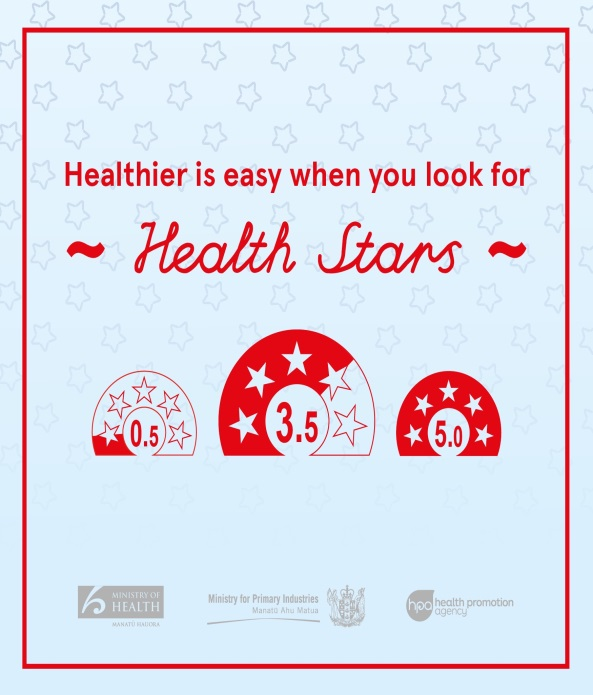 Healthier is easy when you look for
~ Health Stars ~
0.5
3.5
5.0
MINISTRY OF
HEALTH
MANATŪ HAUORA
Ministry for Primary Industries
Manatū Ahu Matua
hpa health promotion
agency